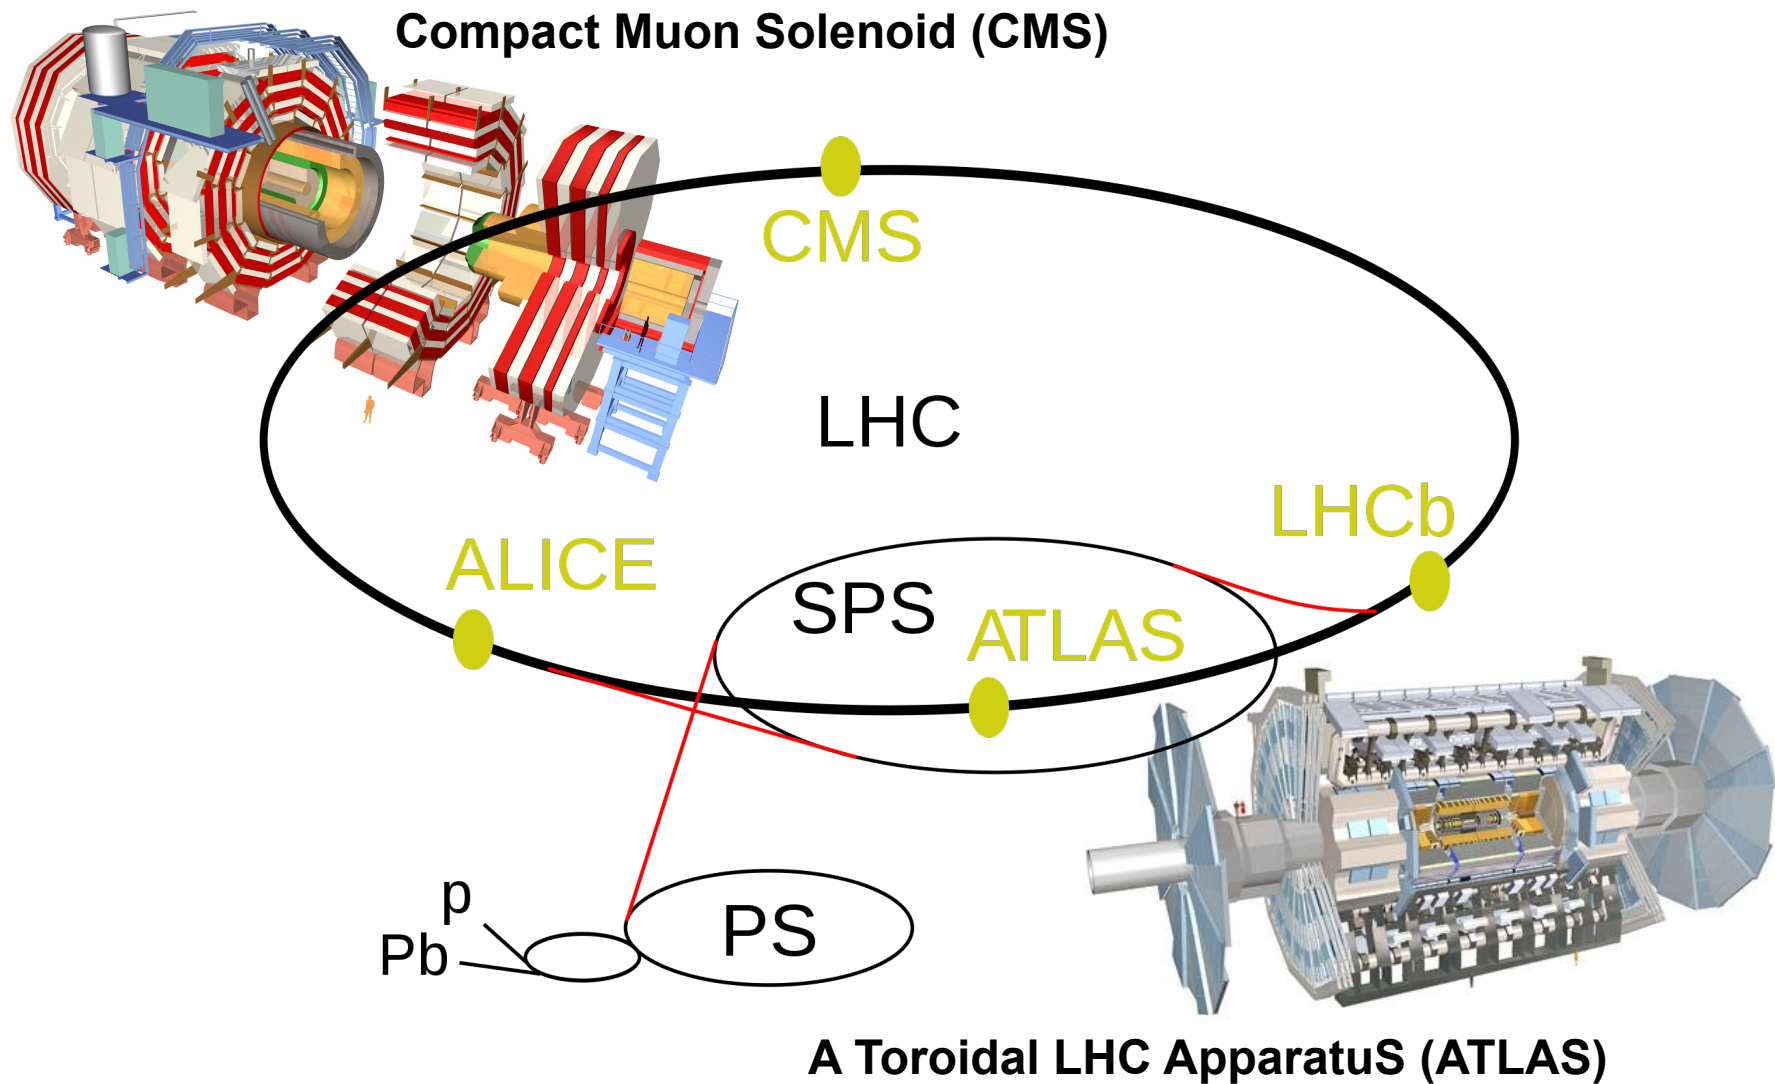 Compact Muon Solenoid (CMS)
CMS
LHC
LHCb
ALICE
SPS
ATLAS
p
PS
Pb
A Toroidal LHC ApparatuS (ATLAS)